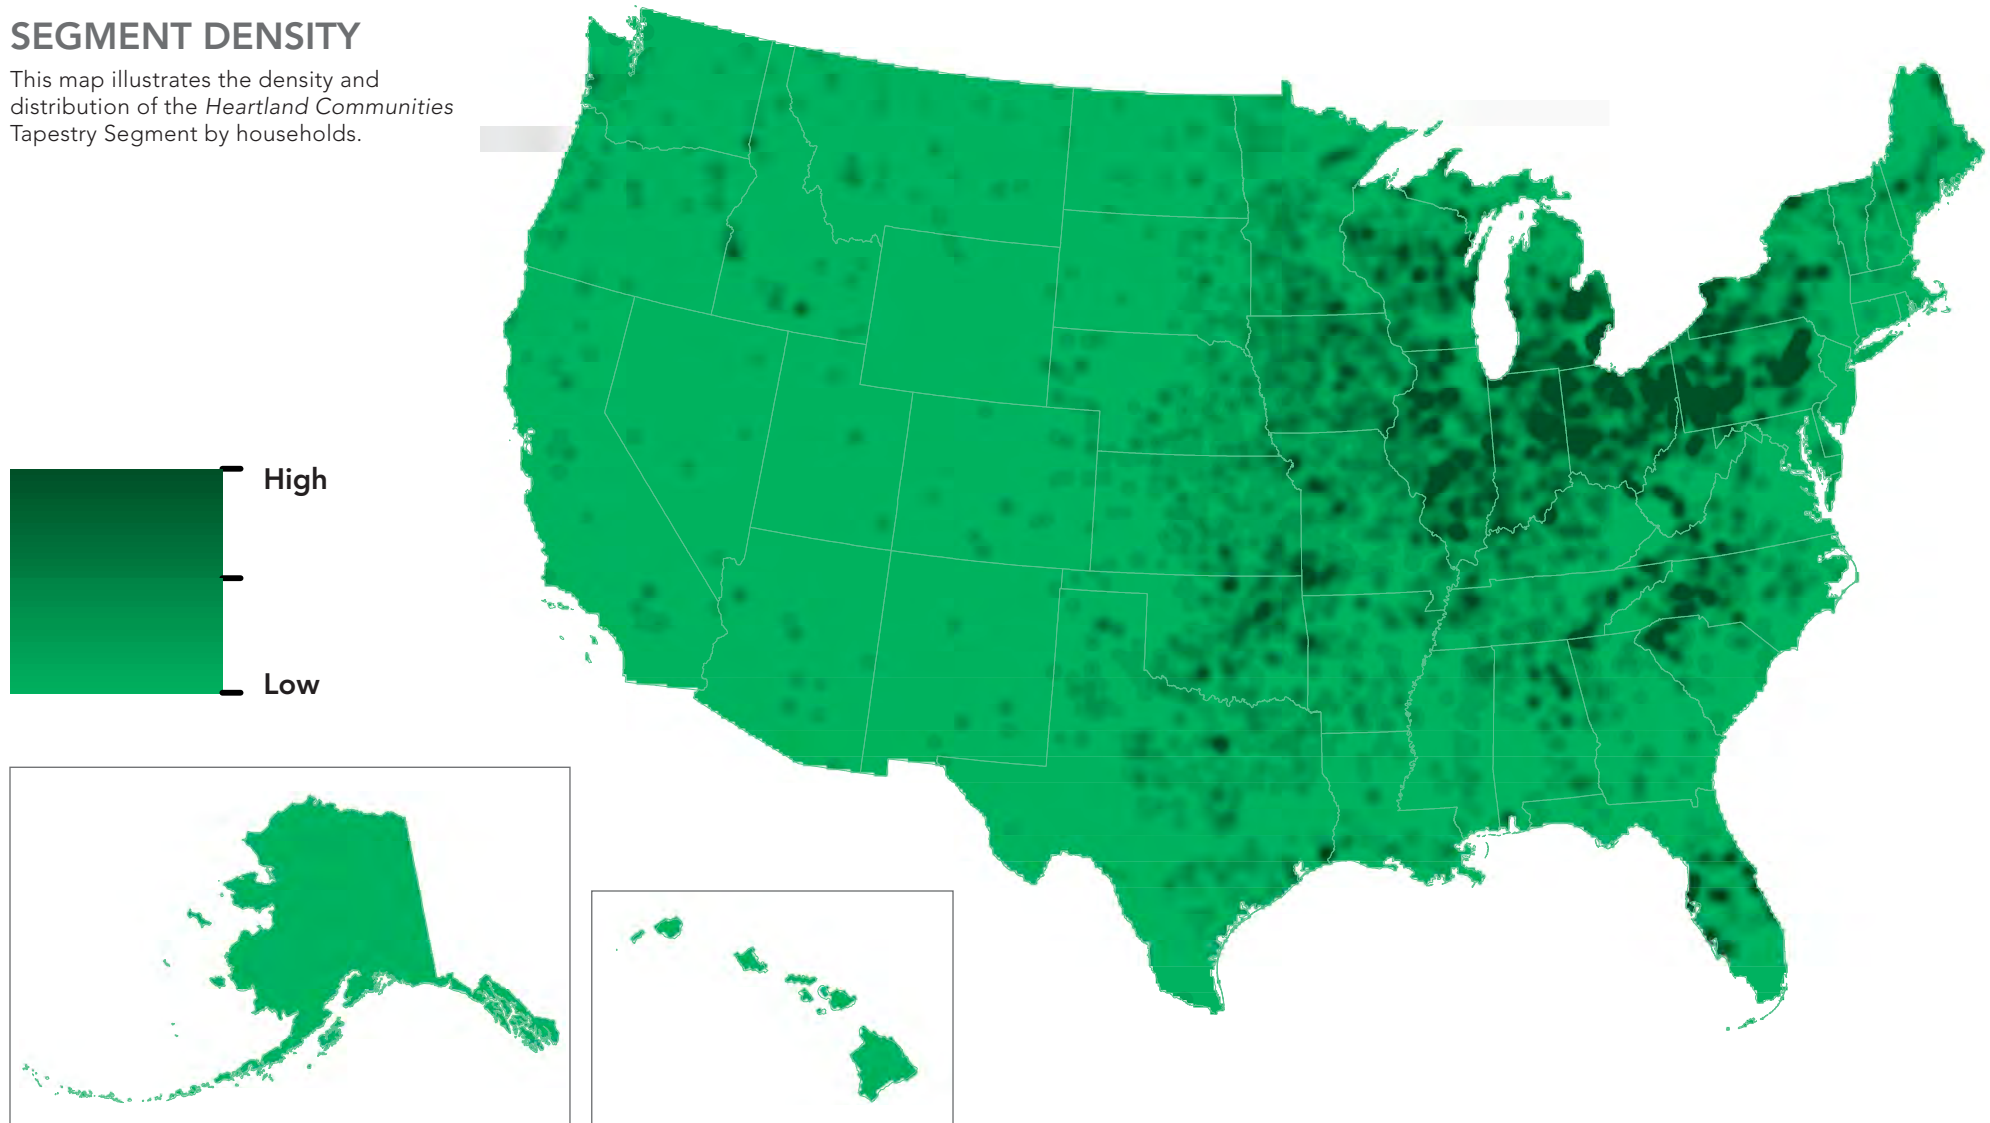 SEGMENT DENSITY
This map illustrates the density and
distribution of the Heartland Communities
Tapestry Segment by households.
High
Low